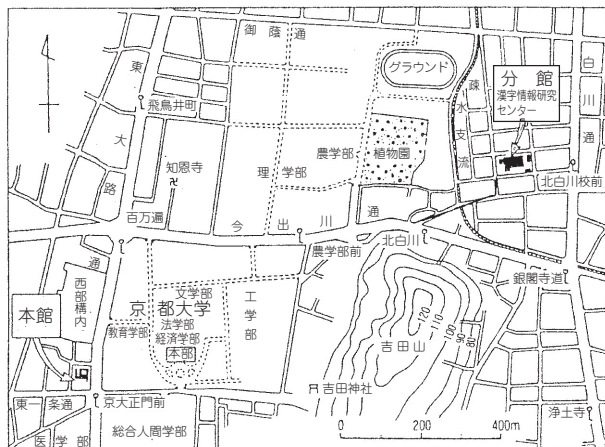 御蔭通
東大路通
飛鳥井町
知恩寺
百万遍
理学部
農学部
植物園
グラウンド
疏水支流
分館
漢字情報研究
センター
白川通
北白川校前
今出川通
農学部前
北白川
銀閣寺道
本館
西部構内
京都大学
文学部
法学部
経済学部
教育学部
本部
工学部
吉田山
120
110
100
90
80
吉田神社
東一条通
京大正門前
医学部
総合人間学部
浄土寺
0 200 400m